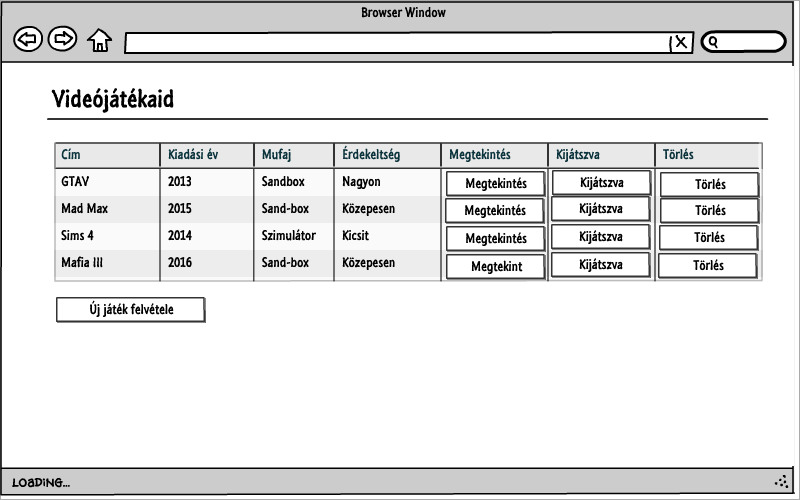 Browser Window
Videójátékaid
Cím Kiadási év Mufaj Érdekeltség Megtekintés Kijátszva Törlés
GTAV 2013 Sandbox Nagyon Megtekintés Kijátszva Törlés
Mad Max 2015 Sand-box Közepesen Megtekintés Kijátszva Törlés
Sims 4 2014 Szimulátor Kicsit Megtekintés Kijátszva Törlés
Mafia III 2016 Sand-box Közepesen Megtekint Kijátszva Törlés
Új játék felvétele
LOADING...